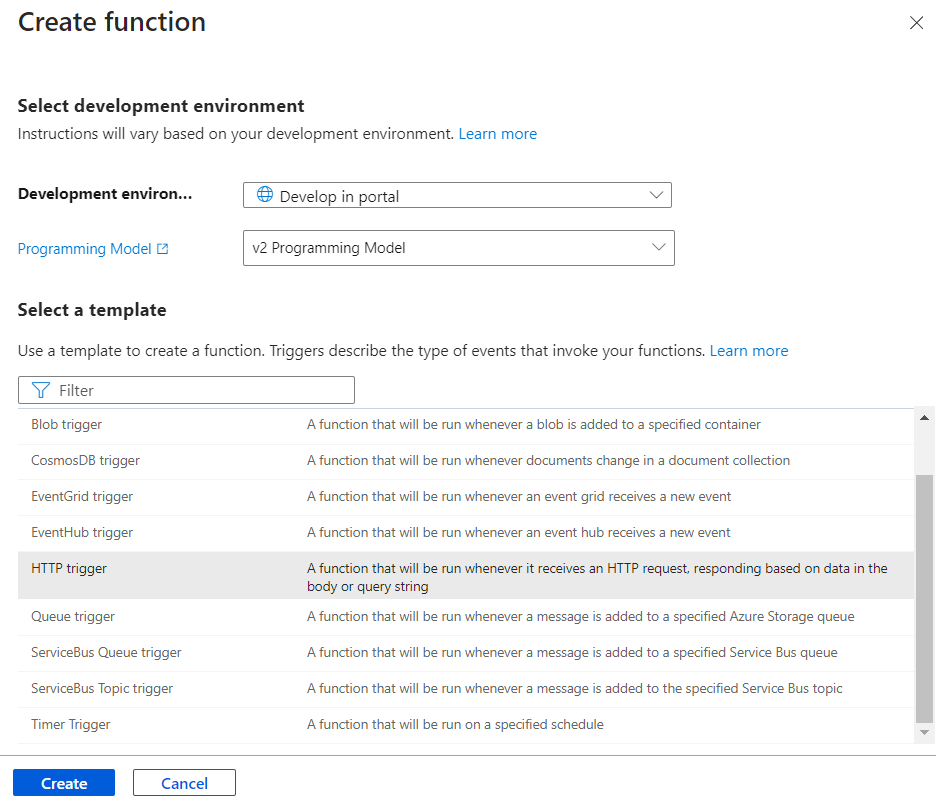 Create function
Select development environment
Instructions will vary based on your development environment. Learn more
Development environ... Develop in portal
Programming Model v2 Programming Model
Select a template
Use a template to create a function. Triggers describe the type of events that invoke your functions. Learn more
Filter
Blob trigger A function that will be run whenever a blob is added to a specified container
CosmosDB trigger A function that will be run whenever documents change in a document collection
EventGrid trigger A function that will be run whenever an event grid receives a new event
EventHub trigger A function that will be run whenever an event hub receives a new event
HTTP trigger A function that will be run whenever it receives an HTTP request, responding based on data in the
body or query string
Queue trigger A function that will be run whenever a message is added to a specified Azure Storage queue
ServiceBus Queue trigger A function that will be run whenever a message is added to a specified Service Bus queue
ServiceBus Topic trigger A function that will be run whenever a message is added to the specified Service Bus topic
Timer Trigger A function that will be run on a specified schedule
Create Cancel